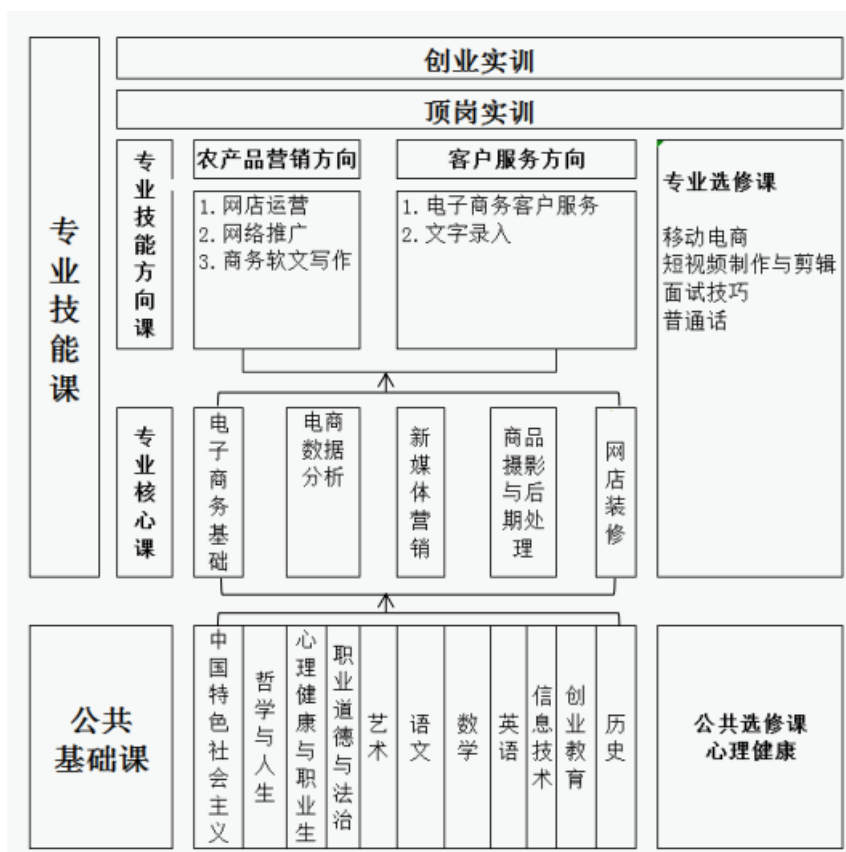 创业实训
顶岗实训
专业技能课
专业技能方向课
农产品营销方向
1. 网店运营
2. 网络推广
3. 商务软文写作
客户服务方向
1. 电子商务客户服务
2. 文字录入
专业选修课
移动电商
短视频制作与剪辑
面试技巧
普通话
专业核心课
电子商务基础
电商
数据
分析
新媒体营销
商品
摄影
与后
期处
理
网店装修
公共
基础课
中国特色社会主义
哲学与人生
心理健康与职业生
职业道德与法治
艺术
语文
数学
英语
信息技术
创业教育
历史
公共选修课
心理健康